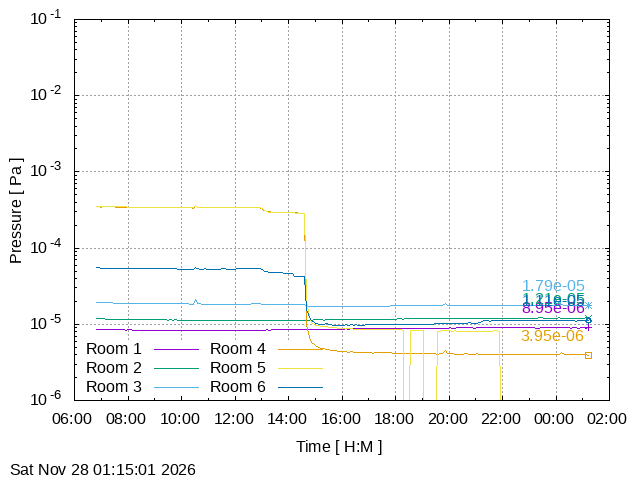 10^-1
10^-2
10^-3
10^-4
10^-5
10^-6
Pressure [ Pa ]
1.79e-05
1.11e-05
8.95e-06
3.95e-06
Room 1 Room 4
Room 2 Room 5
Room 3 Room 6
06:00 08:00 10:00 12:00 14:00 16:00 18:00 20:00 22:00 00:00 02:00
Time [ H:M ]
Sat Nov 28 01:15:01 2026